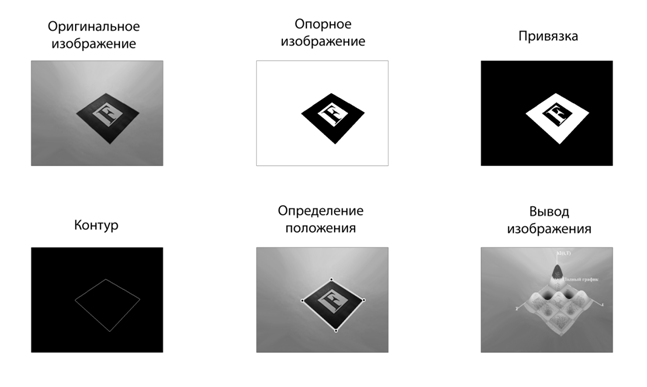 Оригинальное
изображение
Опорное
изображение
Привязка
Контур
Определение
положения
Вывод
изображения